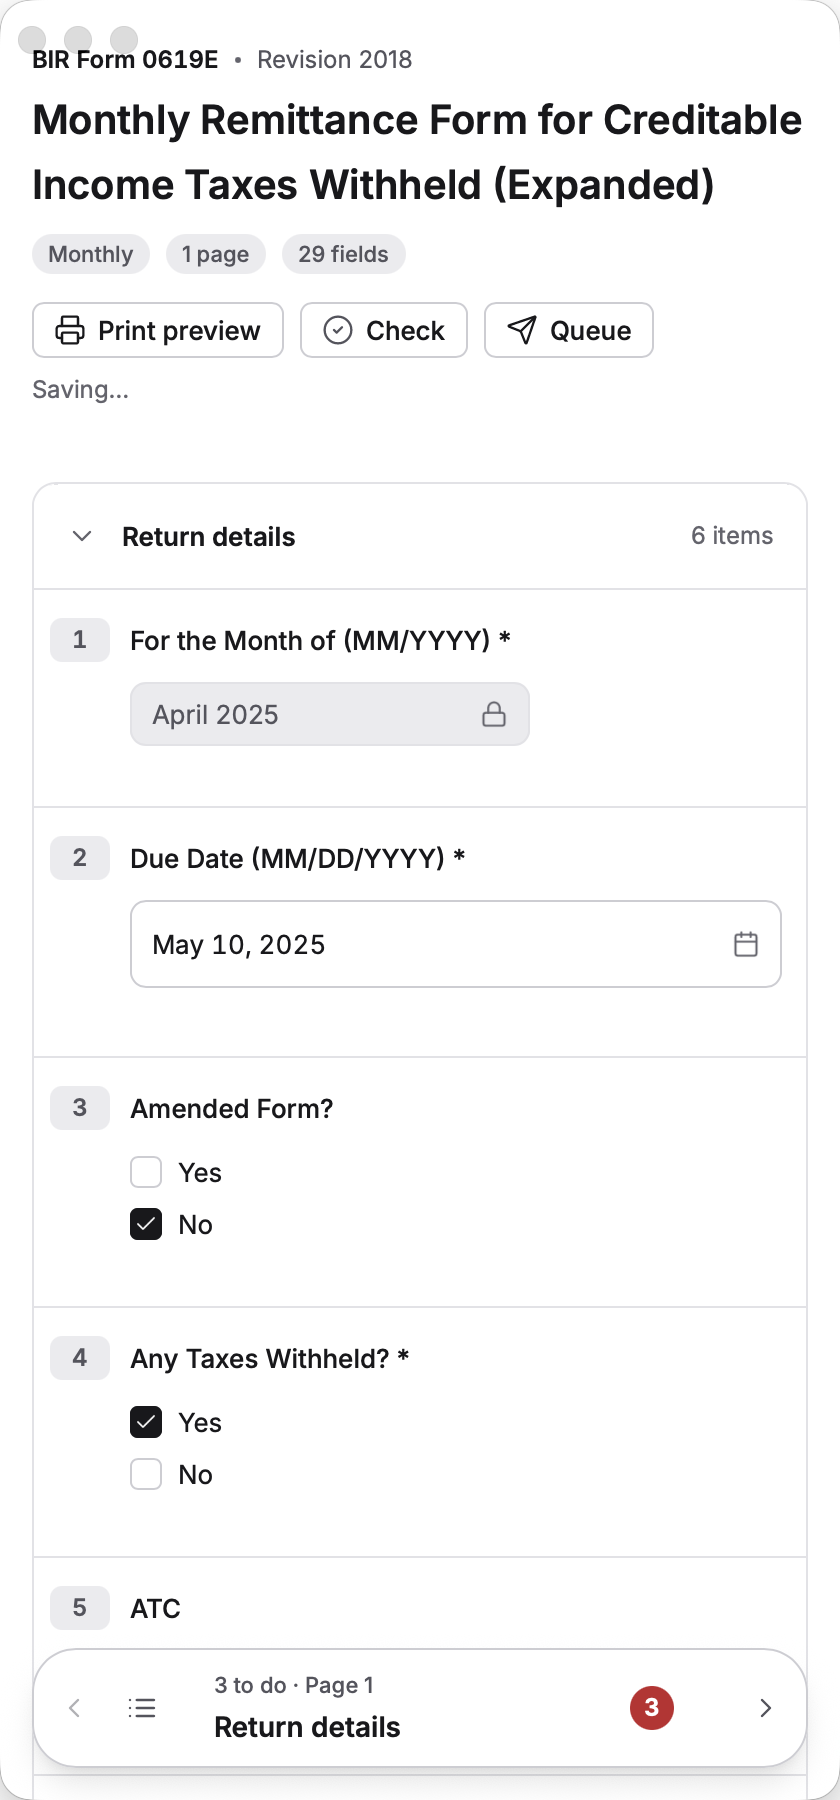 BIR Form 0619E • Revision 2018
Monthly Remittance Form for Creditable
Income Taxes Withheld (Expanded)
Monthly 1 page 29 fields
Print preview Check Queue
Saving...
Return details 6 items
1 For the Month of (MM/YYYY) *
April 2025
2 Due Date (MM/DD/YYYY) *
May 10, 2025
3 Amended Form?
Yes
No
4 Any Taxes Withheld? *
Yes
No
5 ATC
3 to do · Page 1
Return details
3